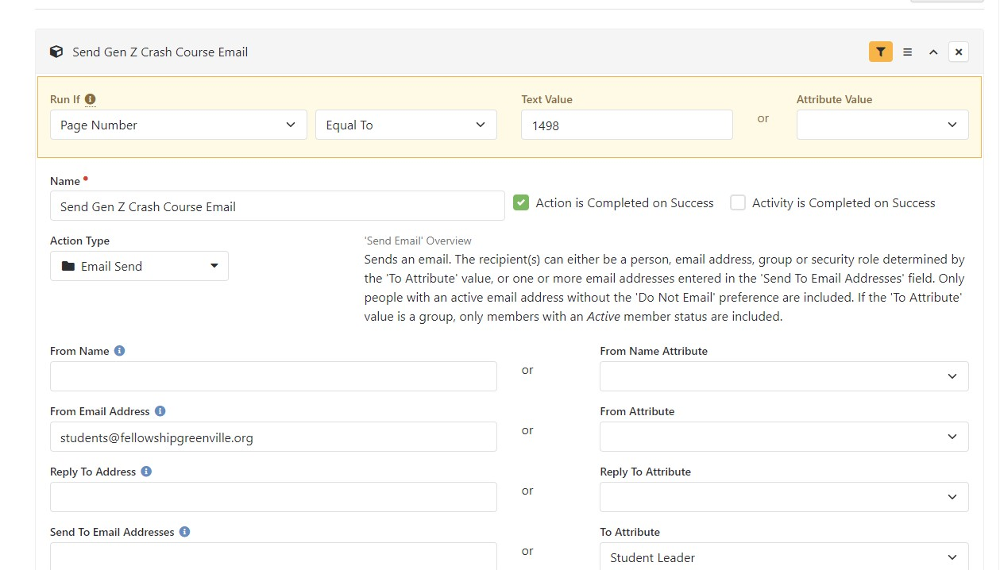 Send Gen Z Crash Course Email
Run If
Text Value
Attribute Value
Page Number
Equal To
1498
or
Name
Send Gen Z Crash Course Email
Action is Completed on Success
Activity is Completed on Success
Action Type
Email Send
'Send Email' Overview
Sends an email. The recipient(s) can either be a person, email address, group or security role determined by
the 'To Attribute' value, or one or more email addresses entered in the 'Send To Email Addresses' field. Only
people with an active email address without the 'Do Not Email' preference are included. If the 'To Attribute'
value is a group, only members with an Active member status are included.
From Name
or
From Name Attribute
From Email Address
students@fellowshipgreenville.org
or
From Attribute
Reply To Address
or
Reply To Attribute
Send To Email Addresses
or
To Attribute
Student Leader